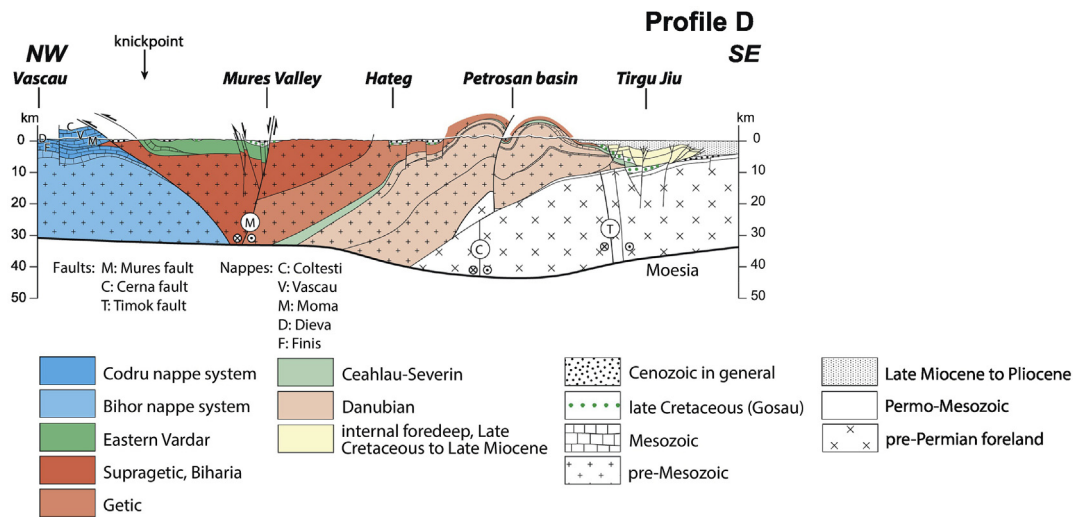 Profile D
NW
SE
knickpoint
Vascau
Mures Valley
Hateg
Petrosan basin
Tirgu Jiu
km
km
0
10
20
30
40
50
0
10
20
30
40
50
C
D
V
F
M
M
C
T
Moesia
Faults: M: Mures fault
C: Cerna fault
T: Timok fault
Nappes: C: Coltesti
V: Vascau
M: Moma
D: Dieva
F: Finis
Codru nappe system
Bihor nappe system
Eastern Vardar
Supragetic, Biharia
Getic
Ceahlau-Severin
Danubian
internal foredeep, Late
Cretaceous to Late Miocene
Cenozoic in general
late Cretaceous (Gosau)
Mesozoic
pre-Mesozoic
Late Miocene to Pliocene
Permo-Mesozoic
pre-Permian foreland